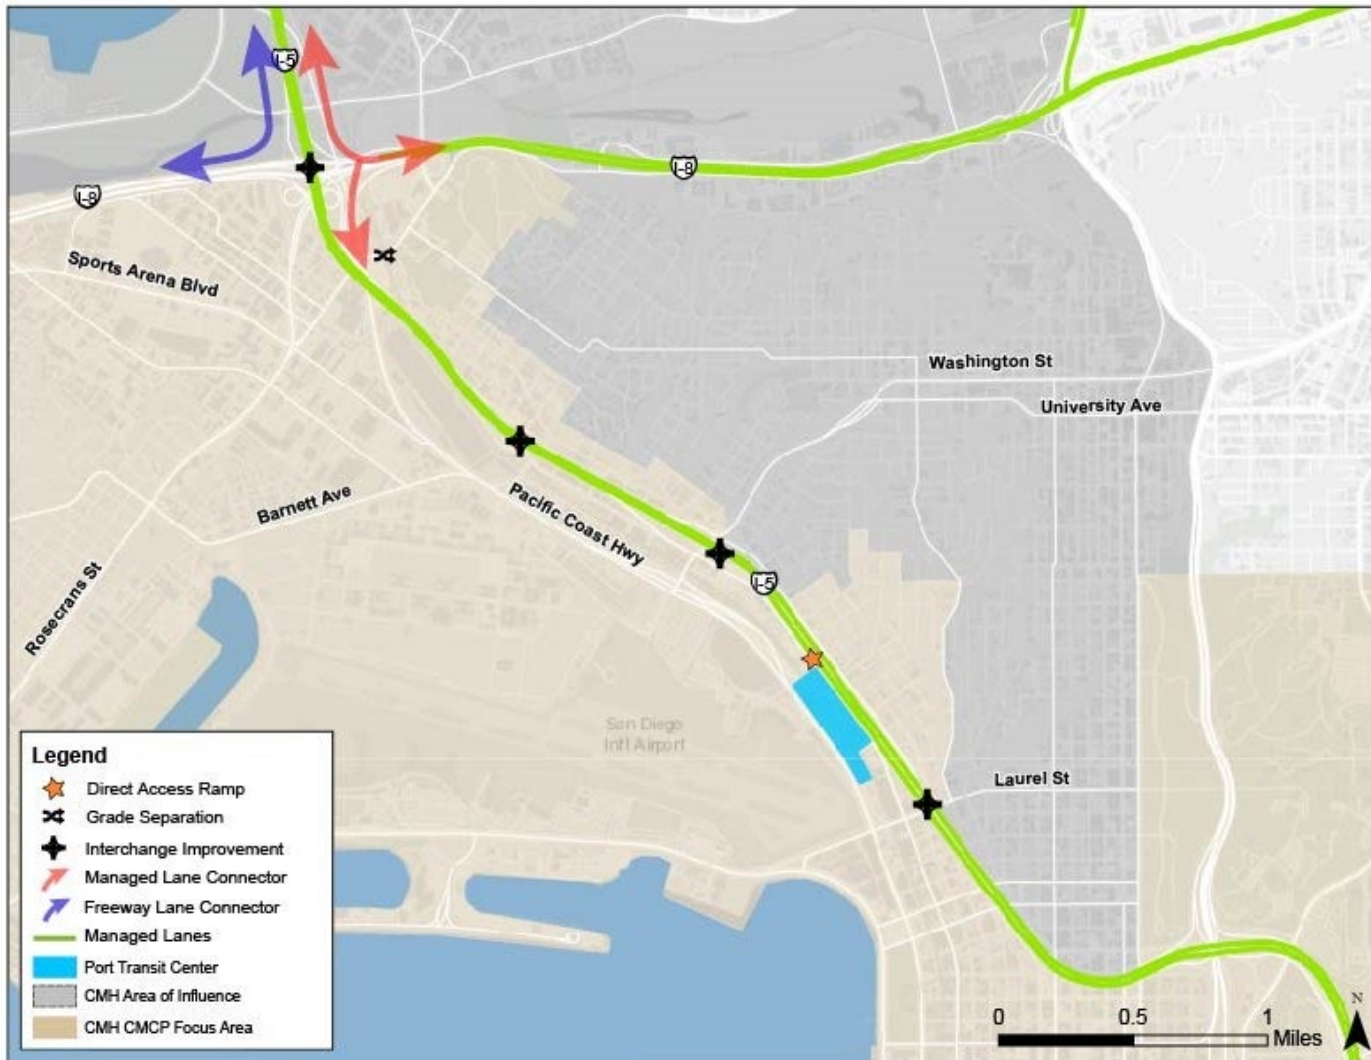 I-5
I-8
I-8
Sports Arena Blvd
Washington St
University Ave
Barnett Ave
Pacific Coast Hwy
Rosecrans St
I-5
San Diego
Intl Airport
Laurel St
Legend
Direct Access Ramp
Grade Separation
Interchange Improvement
Managed Lane Connector
Freeway Lane Connector
Managed Lanes
Port Transit Center
CMH Area of Influence
CMH CMCP Focus Area
N
0 0.5 1
Miles